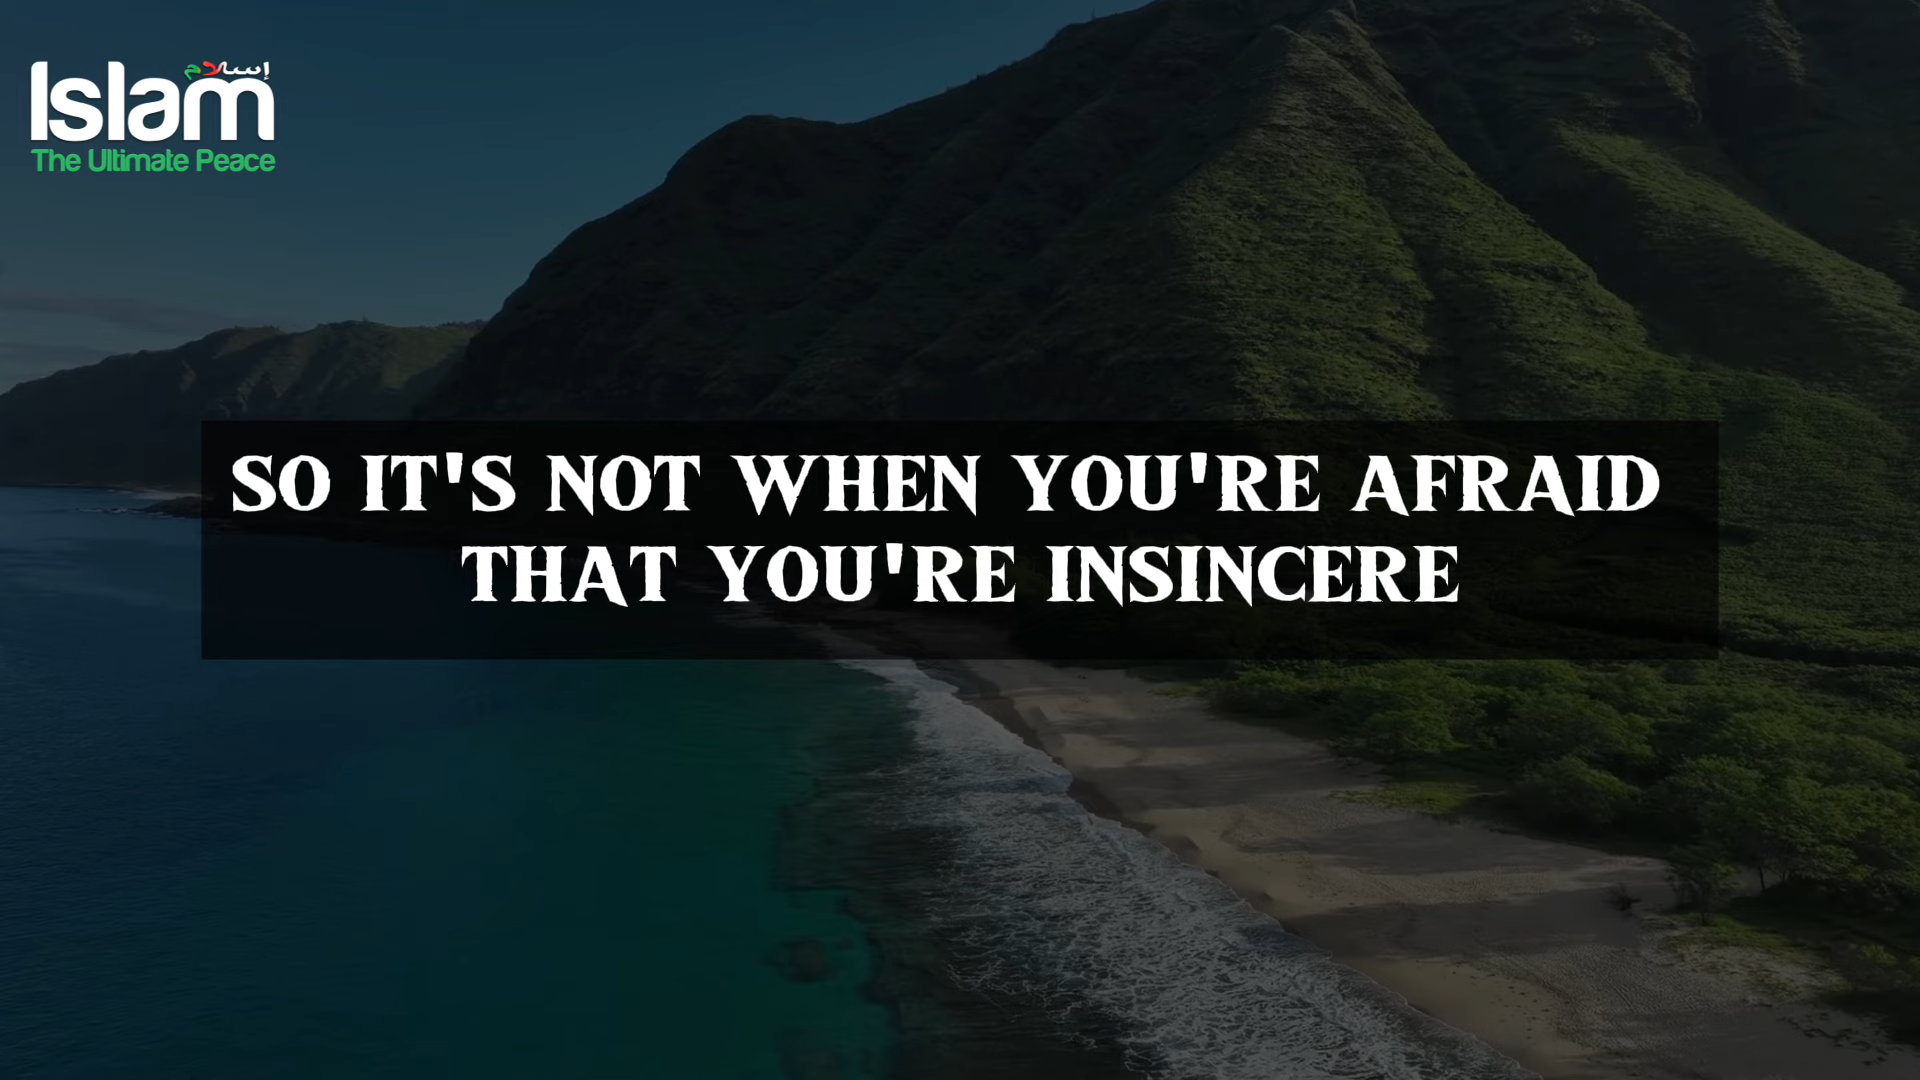 إسلام
Islam
The Ultimate Peace
SO IT'S NOT WHEN YOU'RE AFRAID
THAT YOU'RE INSINCERE